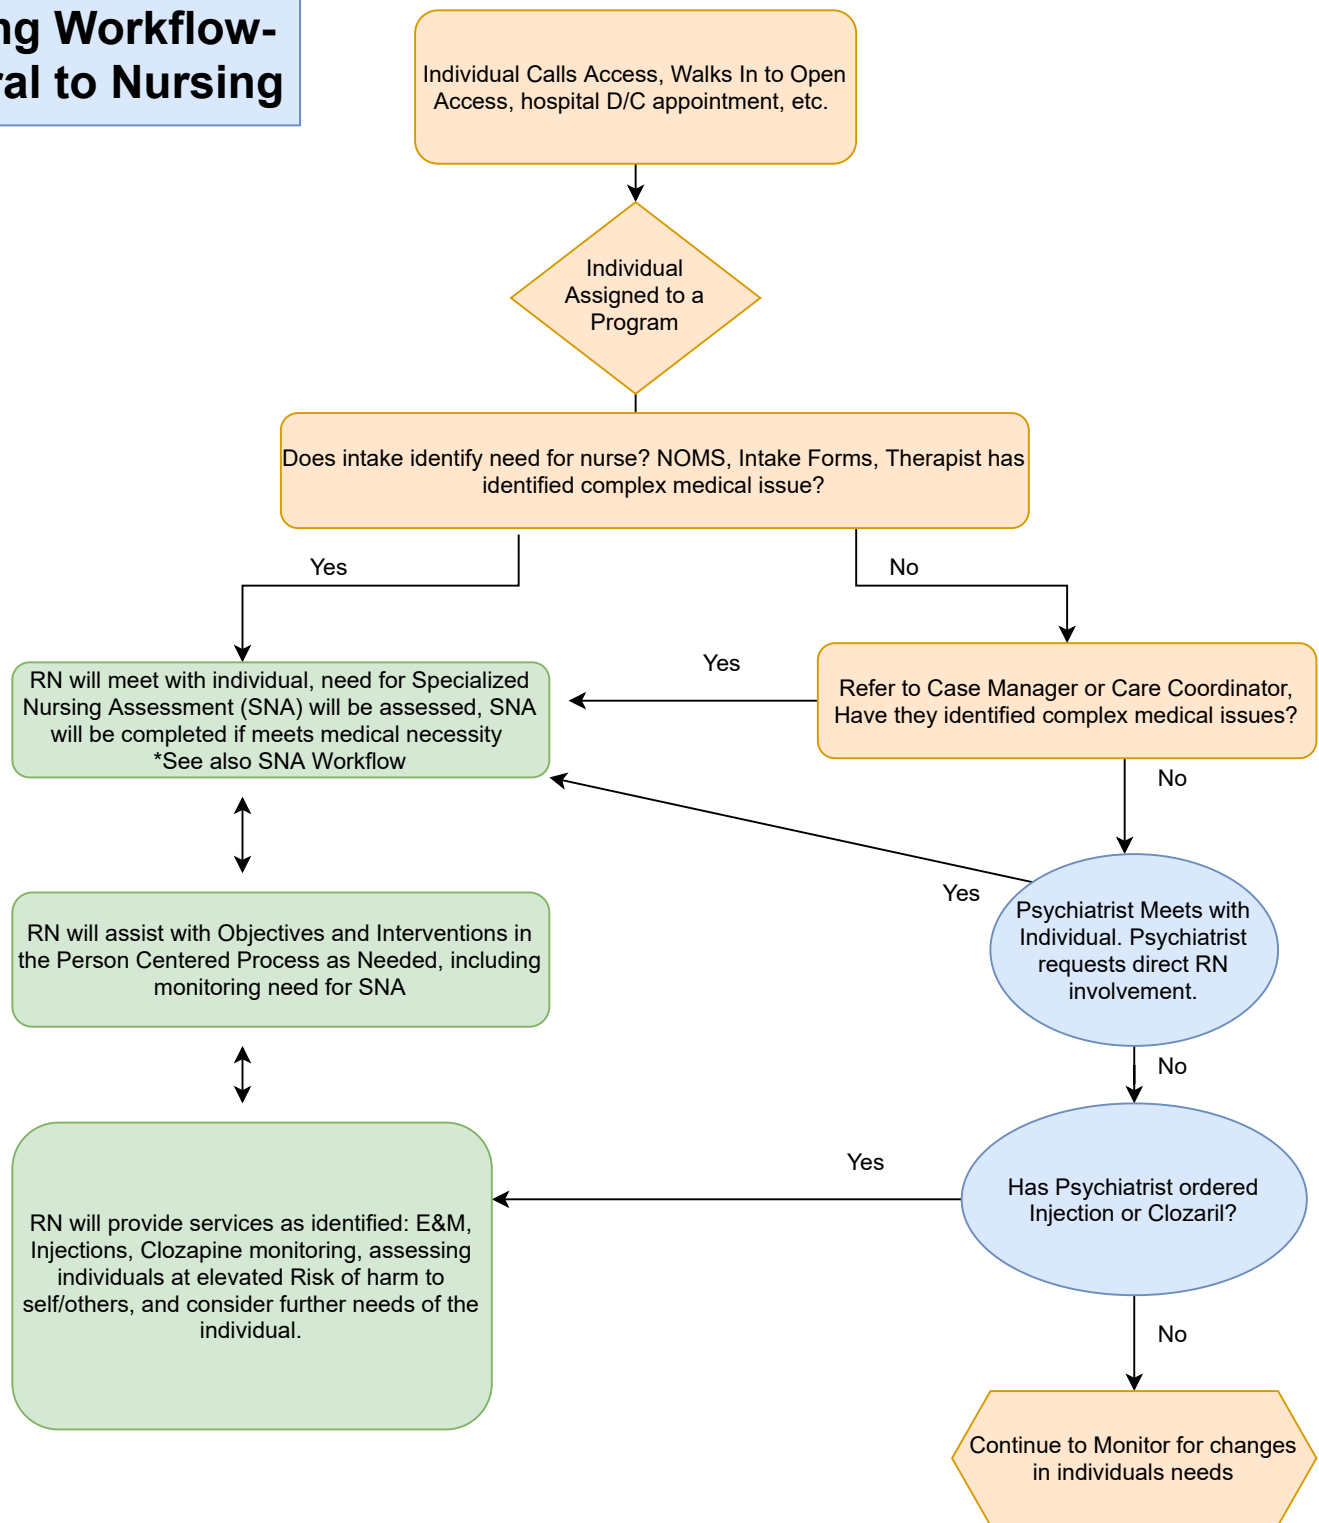 Workflow-
to Nursing
Individual Calls Access, Walks In to Open
Access, hospital D/C appointment, etc.
Individual
Assigned to a
Program
Does intake identify need for nurse? NOMS, Intake Forms, Therapist has
identified complex medical issue?
Yes
No
Yes
RN will meet with individual, need for Specialized
Nursing Assessment (SNA) will be assessed, SNA
will be completed if meets medical necessity
*See also SNA Workflow
Refer to Case Manager or Care Coordinator,
Have they identified complex medical issues?
No
Yes
Psychiatrist Meets with
Individual. Psychiatrist
requests direct RN
involvement.
RN will assist with Objectives and Interventions in
the Person Centered Process as Needed, including
monitoring need for SNA
No
Yes
Has Psychiatrist ordered
Injection or Clozaril?
RN will provide services as identified: E&M,
Injections, Clozapine monitoring, assessing
individuals at elevated Risk of harm to
self/others, and consider further needs of the
individual.
No
Continue to Monitor for changes
in individuals needs